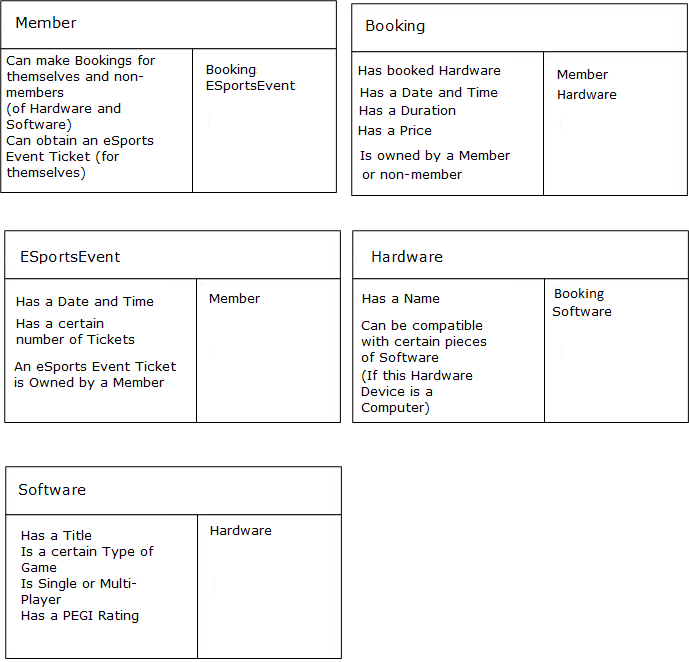 Member
Can make Bookings for
themselves and non-
members
(of Hardware and
Software)
Can obtain an eSports
Event Ticket (for
themselves)
Booking
ESportsEvent
Booking
Has booked Hardware
Has a Date and Time
Has a Duration
Has a Price
Is owned by a Member
or non-member
Member
Hardware
ESportsEvent
Has a Date and Time
Has a certain
number of Tickets
An eSports Event Ticket
is Owned by a Member
Member
Hardware
Has a Name
Can be compatible
with certain pieces
of Software
(If this Hardware
Device is a
Computer)
Booking
Software
Software
Has a Title
Is a certain Type of
Game
Is Single or Multi-
Player
Has a PEGI Rating
Hardware